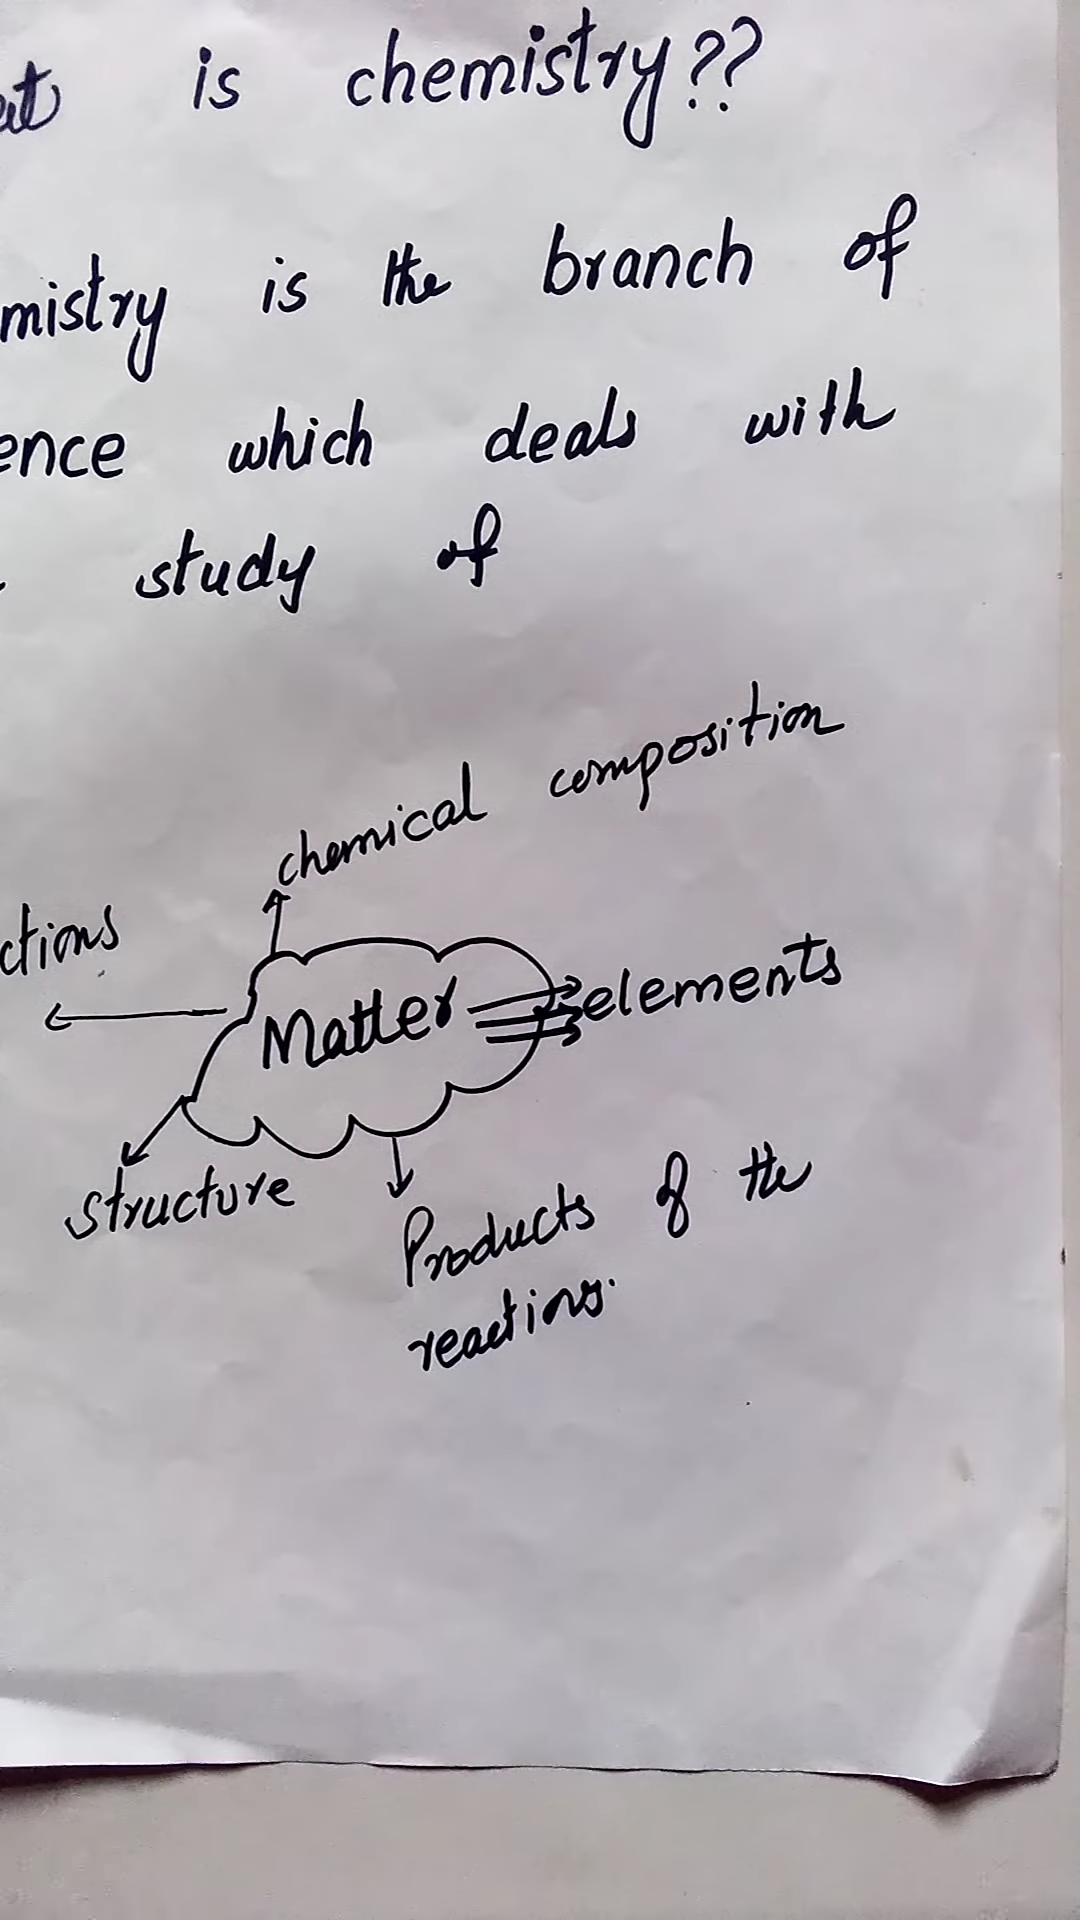 is chemistry??
mistry is the branch of
ence which deals with
study of
chemical composition
ctions
Matter
elements
structure
Products of the
reactions.